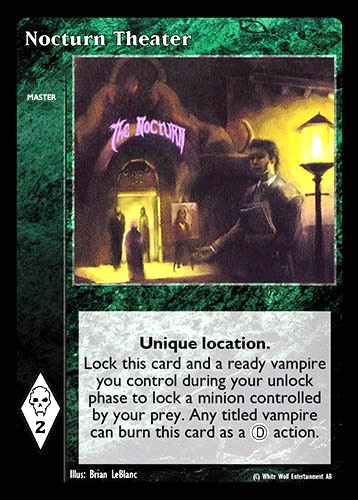 Nocturn Theater
MASTER
The Nocturn
Unique location.
Lock this card and a ready vampire
you control during your unlock
phase to lock a minion controlled
by your prey. Any titled vampire
can burn this card as a Ⓓ action.
2
Illus: Brian LeBlanc
(C) White Wolf Entertainment AB